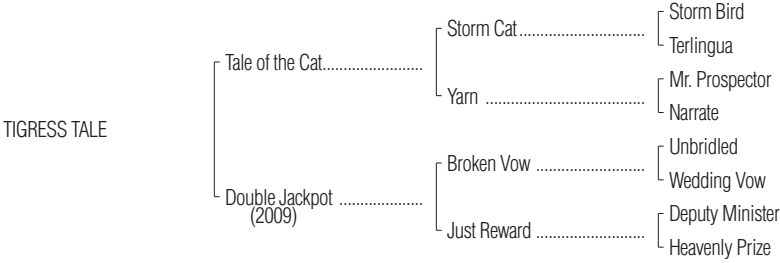 Storm Bird
Storm Cat..............................
Terlingua
Tale of the Cat........................
Mr. Prospector
Yarn ......................................
Narrate
TIGRESS TALE
Unbridled
Broken Vow ..........................
Wedding Vow
Double Jackpot ....................
(2009)
Deputy Minister
Just Reward ..........................
Heavenly Prize